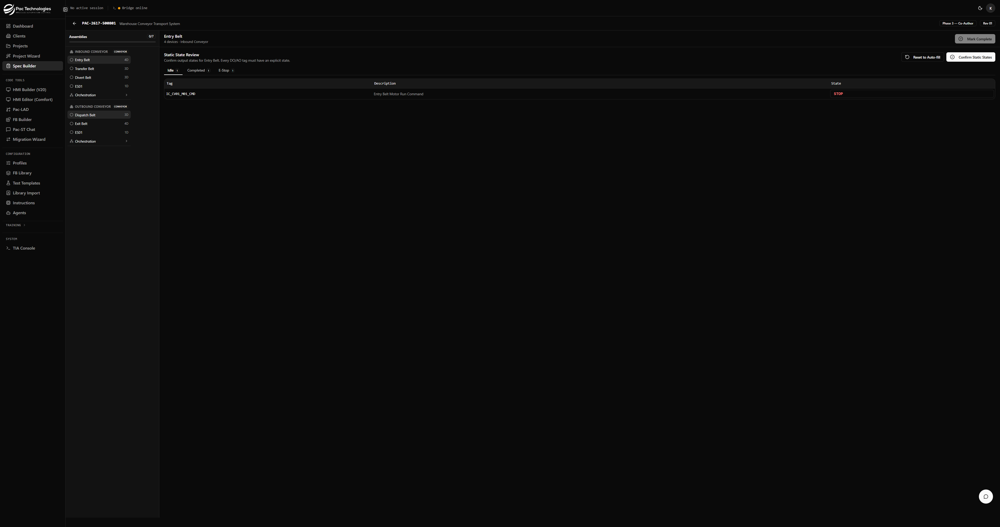 Pac Technologies
PROCESS AUTOMATION CONTROL
No active session
Bridge online
K
Dashboard
Clients
Projects
Project Wizard
Spec Builder
CODE TOOLS
HMI Builder (V20)
HMI Editor (Comfort)
Pac-LAD
FB Builder
Pac-ST Chat
Migration Wizard
CONFIGURATION
Profiles
FB Library
Test Templates
Library Import
Instructions
Agents
TRAINING
SYSTEM
TIA Console
PAC-2617-500801 Warehouse Conveyor Transport System
Phase 3 — Co-Author
Rev 01
Assemblies 0/7
INBOUND CONVEYOR CONVEYOR
Entry Belt 4D
Transfer Belt 3D
Divert Belt 3D
ES01 1D
Orchestration
OUTBOUND CONVEYOR CONVEYOR
Dispatch Belt 3D
Exit Belt 4D
ES01 1D
Orchestration
Entry Belt
4 devices · Inbound Conveyor
Mark Complete
Static State Review
Confirm output states for Entry Belt. Every DO/AO tag must have an explicit state.
Reset to Auto-fill
Confirm Static States
Idle 1 Completed 1 E-Stop 1
Tag Description State
IC_CV01_M01_CMD Entry Belt Motor Run Command STOP